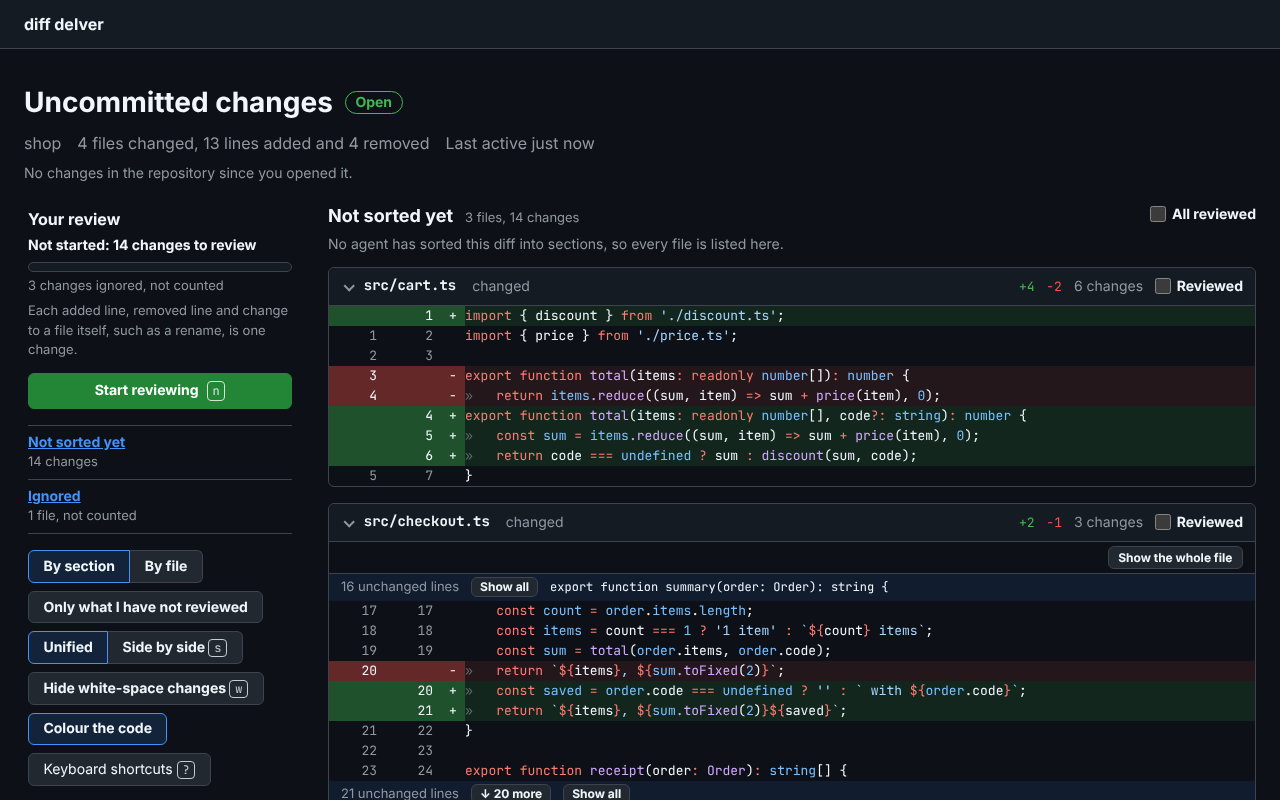 diff delver
Uncommitted changes Open
shop 4 files changed, 13 lines added and 4 removed Last active just now
No changes in the repository since you opened it.
Your review
Not started: 14 changes to review
3 changes ignored, not counted
Each added line, removed line and change
to a file itself, such as a rename, is one
change.
Start reviewing n
Not sorted yet
14 changes
Ignored
1 file, not counted
By section By file
Only what I have not reviewed
Unified Side by side s
Hide white-space changes w
Colour the code
Keyboard shortcuts ?
Not sorted yet 3 files, 14 changes All reviewed
No agent has sorted this diff into sections, so every file is listed here.
src/cart.ts changed +4 -2 6 changes Reviewed
1 + import { discount } from './discount.ts';
1 2 import { price } from './price.ts';
2 3
3 - export function total(items: readonly number[]): number {
4 - » return items.reduce((sum, item) => sum + price(item), 0);
4 + export function total(items: readonly number[], code?: string): number {
5 + » const sum = items.reduce((sum, item) => sum + price(item), 0);
6 + » return code === undefined ? sum : discount(sum, code);
5 7 }
src/checkout.ts changed +2 -1 3 changes Reviewed
Show the whole file
16 unchanged lines Show all export function summary(order: Order): string {
17 17 const count = order.items.length;
18 18 const items = count === 1 ? '1 item' : `${count} items`;
19 19 const sum = total(order.items, order.code);
20 - » return `${items}, ${sum.toFixed(2)}`;
20 + » const saved = order.code === undefined ? '' : ` with ${order.code}`;
21 + » return `${items}, ${sum.toFixed(2)}${saved}`;
21 22 }
22 23
23 24 export function receipt(order: Order): string[] {
21 unchanged lines ↓ 20 more Show all